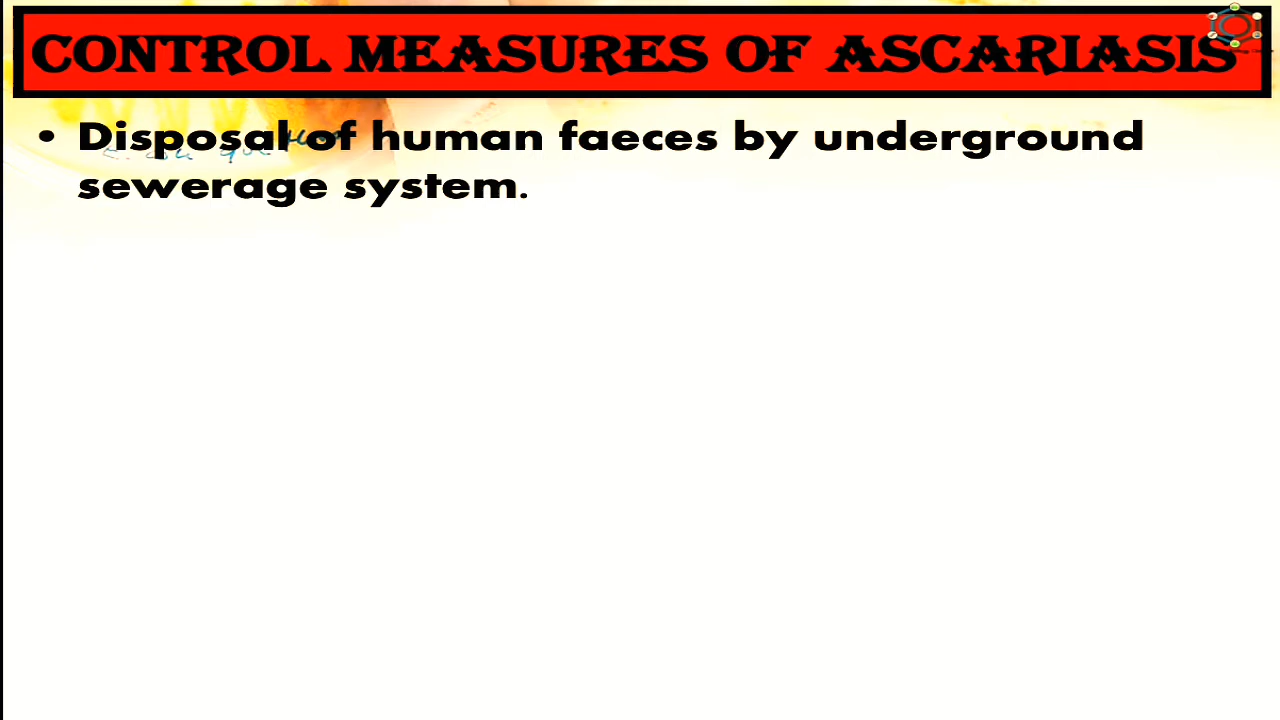 CONTROL MEASURES OF ASCARIASIS
• Disposal of human faeces by underground
sewerage system.